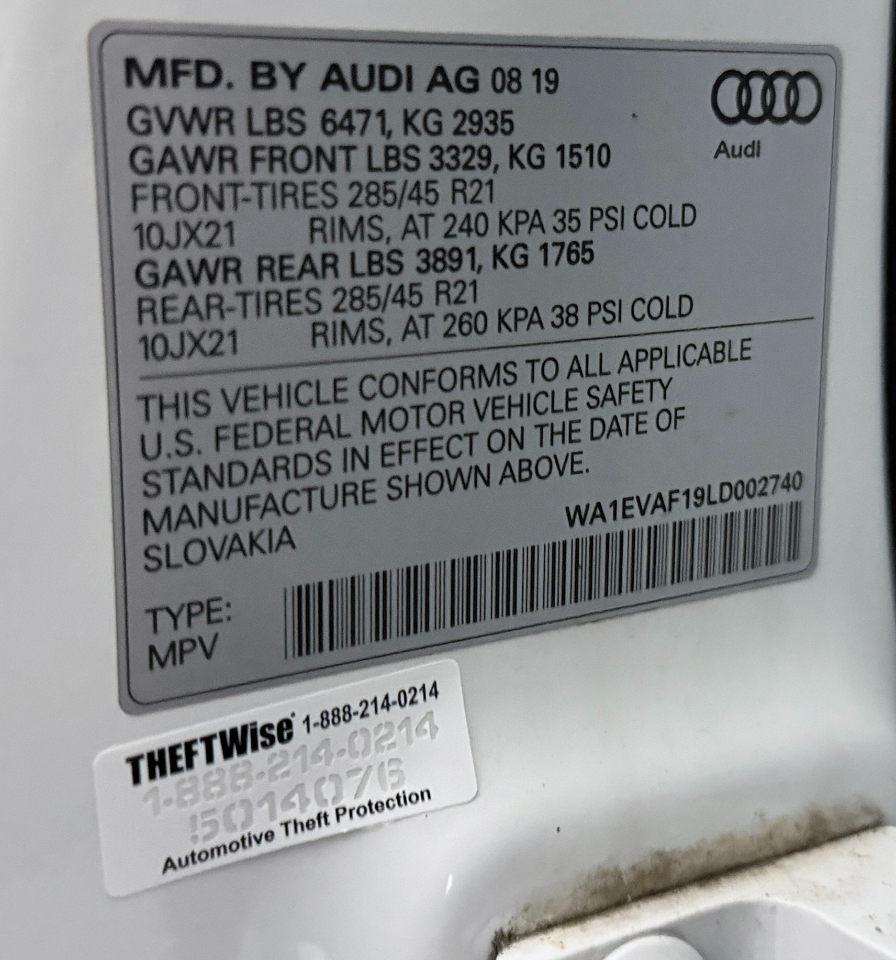 MFD. BY AUDI AG 08 19
Audi
GVWR LBS 6471, KG 2935
GAWR FRONT LBS 3329, KG 1510
FRONT-TIRES 285/45 R21
10JX21 RIMS, AT 240 KPA 35 PSI COLD
GAWR REAR LBS 3891, KG 1765
REAR-TIRES 285/45 R21
10JX21 RIMS, AT 260 KPA 38 PSI COLD
THIS VEHICLE CONFORMS TO ALL APPLICABLE
U.S. FEDERAL MOTOR VEHICLE SAFETY
STANDARDS IN EFFECT ON THE DATE OF
MANUFACTURE SHOWN ABOVE.
SLOVAKIA
WA1EVAF19LD002740
TYPE:
MPV
THEFTWise® 1-888-214-0214
1-888-214-0214
!5014076
Automotive Theft Protection